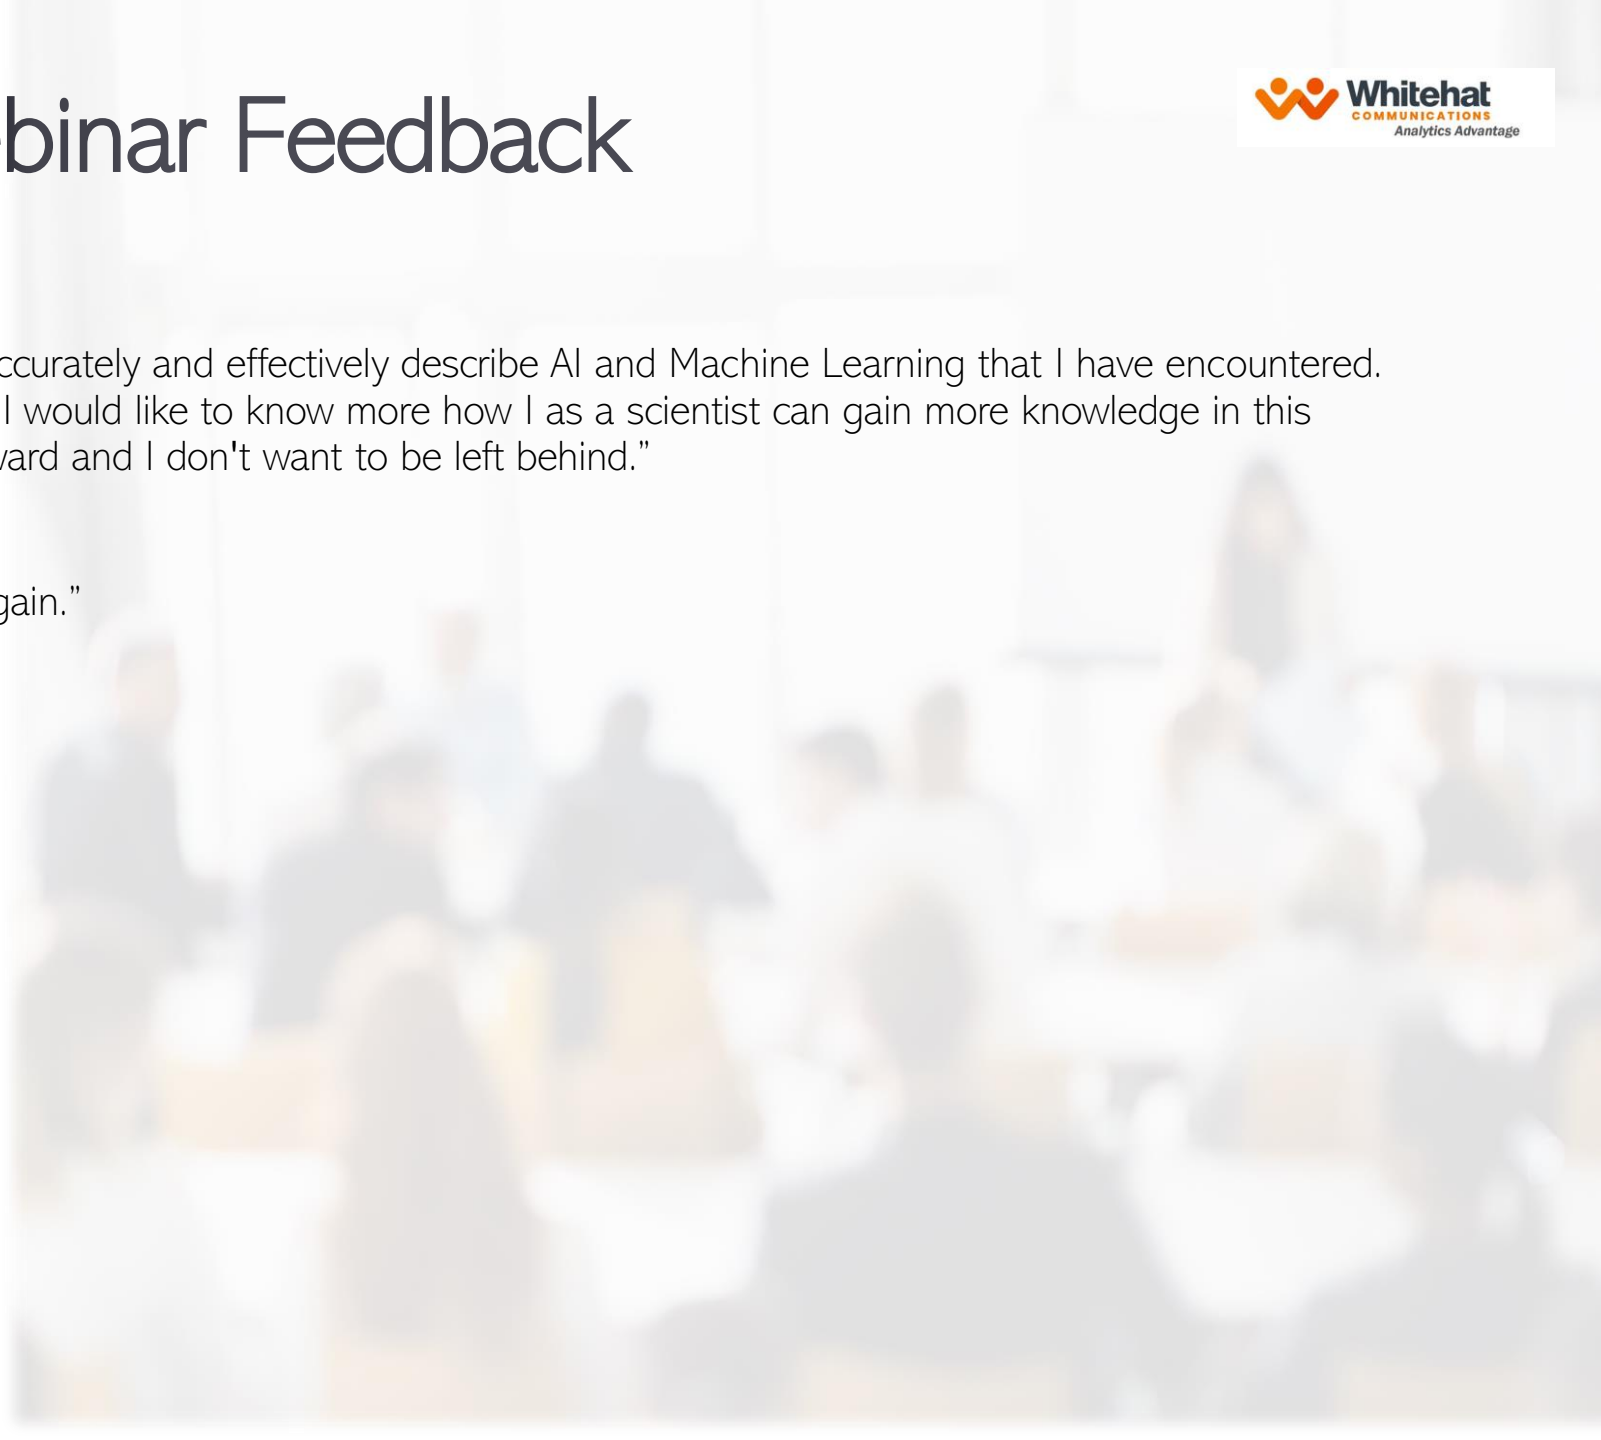 ebinar Feedback
Whitehat
COMMUNICATIONS
Analytics Advantage
ccurately and effectively describe AI and Machine Learning that I have encountered.
I would like to know more how I as a scientist can gain more knowledge in this
ward and I don't want to be left behind.”
gain.”